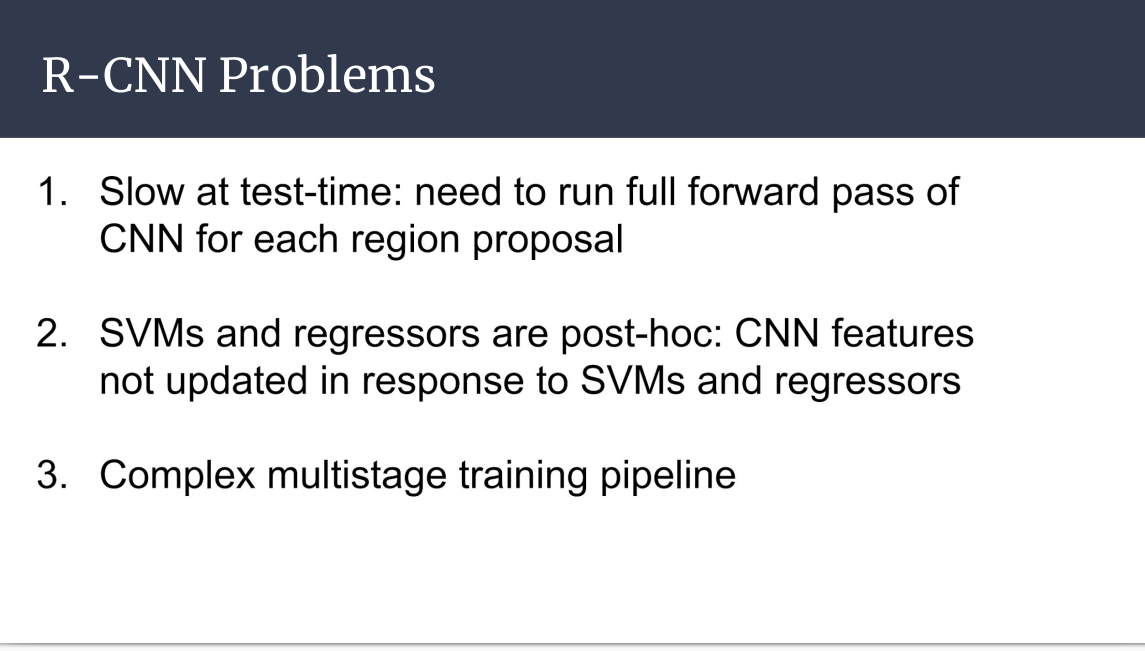 R-CNN Problems
1. Slow at test-time: need to run full forward pass of
CNN for each region proposal
2. SVMs and regressors are post-hoc: CNN features
not updated in response to SVMs and regressors
3. Complex multistage training pipeline